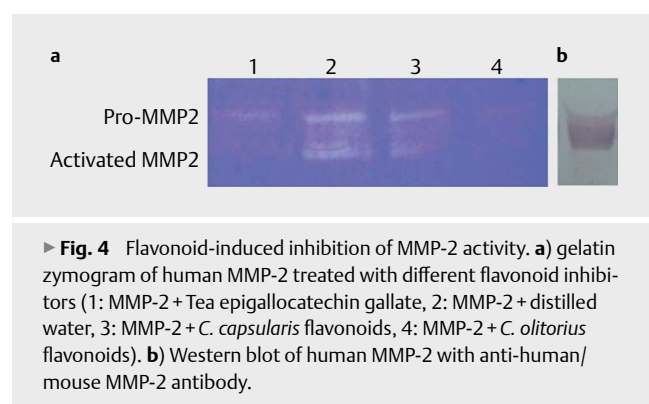 a
b
1 2 3 4
Pro-MMP2
Activated MMP2
▶ Fig. 4 Flavonoid-induced inhibition of MMP-2 activity. a) gelatin
zymogram of human MMP-2 treated with different flavonoid inhibi-
tors (1: MMP-2 + Tea epigallocatechin gallate, 2: MMP-2 + distilled
water, 3: MMP-2 + C. capsularis flavonoids, 4: MMP-2 + C. olitorius
flavonoids). b) Western blot of human MMP-2 with anti-human/
mouse MMP-2 antibody.